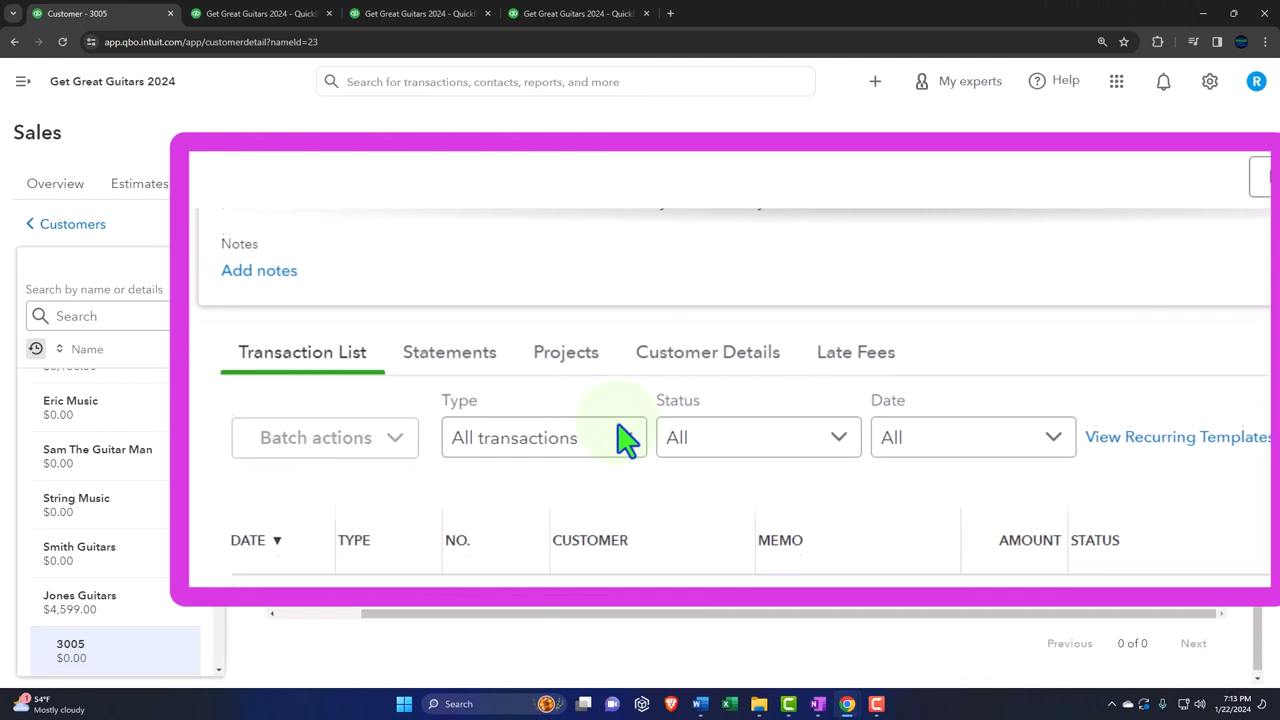 Customer - 3005
Get Great Guitars 2024 - QuickB
Get Great Guitars 2024 - QuickB
Get Great Guitars 2024 - QuickB
app.qbo.intuit.com/app/customerdetail?nameId=23
Get Great Guitars 2024
Search for transactions, contacts, reports, and more
My experts
Help
R
Sales
Overview
Estimates
Customers
Search by name or details
Search
Name
Eric Music
$0.00
Sam The Guitar Man
$0.00
String Music
$0.00
Smith Guitars
$0.00
Jones Guitars
$4,599.00
3005
$0.00
Notes
Add notes
Transaction List
Statements
Projects
Customer Details
Late Fees
Type
Status
Date
Batch actions
All transactions
All
All
View Recurring Templates
DATE
TYPE
NO.
CUSTOMER
MEMO
AMOUNT
STATUS
Previous
0 of 0
Next
54°F
Mostly cloudy
Search
7:13 PM
1/22/2024